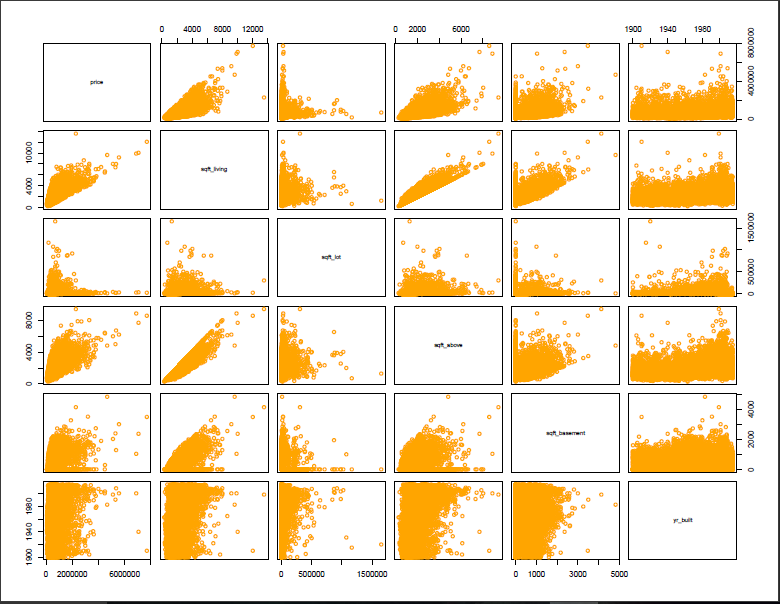 0 4000 8000 12000
0 2000 6000
1900 1940 1980
price
0 4000000 8000000
0 4000 10000
sqft_living
sqft_lot
0 500000 1500000
0 4000 8000
sqft_above
sqft_basement
0 2000 4000
1900 1940 1980
yr_built
0 2000000 6000000
0 500000 1500000
0 1000 3000 5000